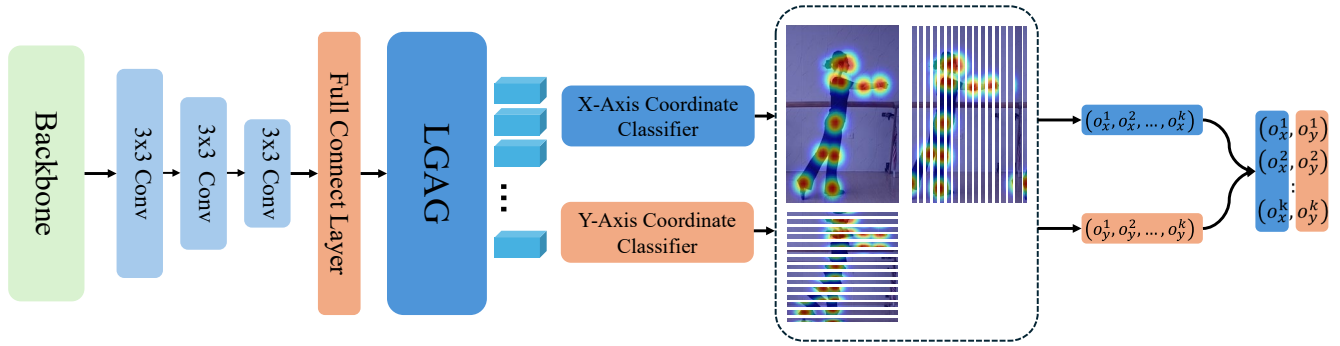 Backbone
3x3 Conv
3x3 Conv
3x3 Conv
Full Connect Layer
LGAG
...
X-Axis Coordinate
Classifier
Y-Axis Coordinate
Classifier
(o_x^1, o_x^2, ..., o_x^k)
(o_y^1, o_y^2, ..., o_y^k)
(o_x^1, o_y^1)
(o_x^2, o_y^2)
:
(o_x^k, o_y^k)